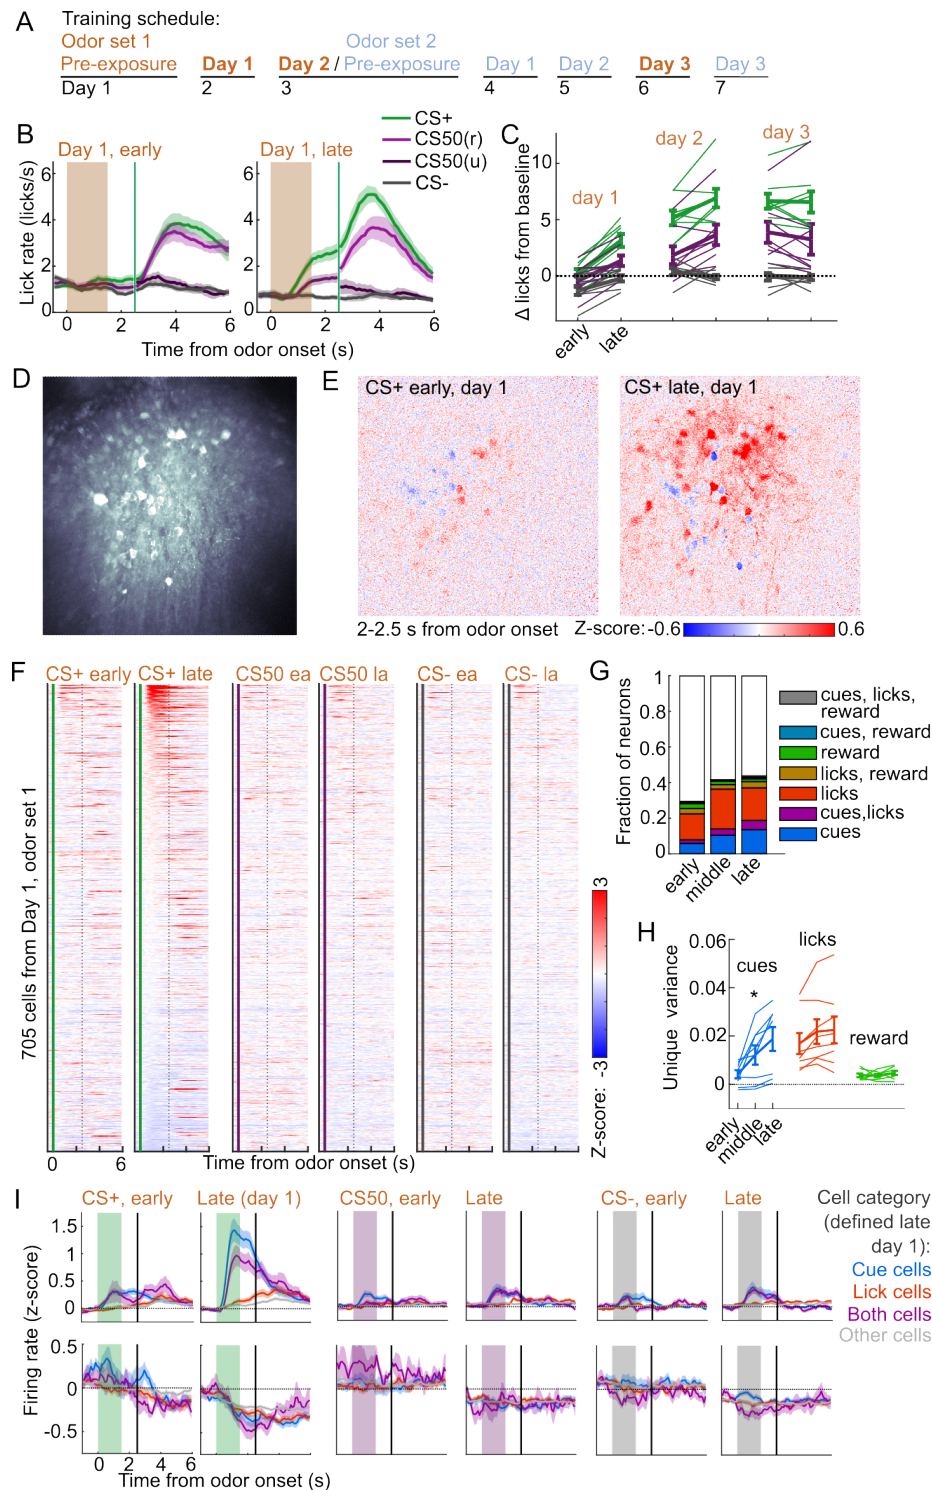 A
Training schedule:
Odor set 1
Pre-exposure
Day 1
Day 2 /
Odor set 2
Pre-exposure
Day 1
Day 2
Day 3
Day 3
Day 1
2
3
4
5
6
7
B
CS+
CS50(r)
CS50(u)
CS-
Day 1, early
Day 1, late
Lick rate (licks/s)
6
4
2
0
6
4
2
0
0
2
4
6
0
2
4
6
Time from odor onset (s)
C
day 1
day 2
day 3
Δ licks from baseline
10
5
0
early
late
D
E
CS+ early, day 1
CS+ late, day 1
2-2.5 s from odor onset
Z-score: -0.6
0.6
F
CS+ early
CS+ late
CS50 ea
CS50 la
CS- ea
CS- la
705 cells from Day 1, odor set 1
0
6
Time from odor onset (s)
Z-score: -3
3
G
Fraction of neurons
1
0.8
0.6
0.4
0.2
0
early
middle
late
cues, licks,
reward
cues, reward
reward
licks, reward
licks
cues,licks
cues
H
Unique variance
0.06
0.04
0.02
0
cues
*
licks
reward
early
middle
late
I
CS+, early
Late (day 1)
CS50, early
Late
CS-, early
Late
Cell category
(defined late
day 1):
Cue cells
Lick cells
Both cells
Other cells
Firing rate (z-score)
1.5
1
0.5
0
0.5
0
-0.5
0
2
4
6
Time from odor onset (s)